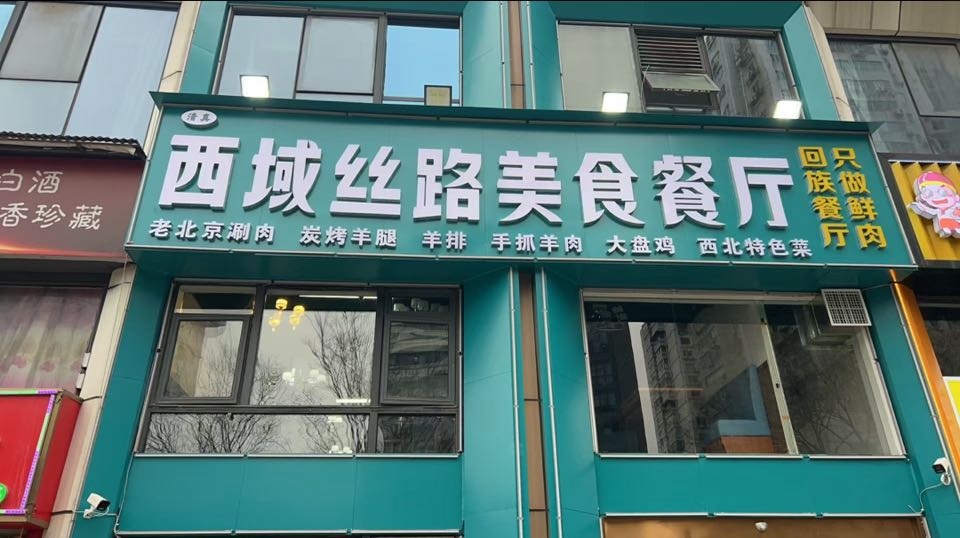 清真
西域丝路美食餐厅
只做鲜肉
回族餐厅
老北京涮肉 炭烤羊腿 羊排 手抓羊肉 大盘鸡 西北特色菜
白酒
香珍藏